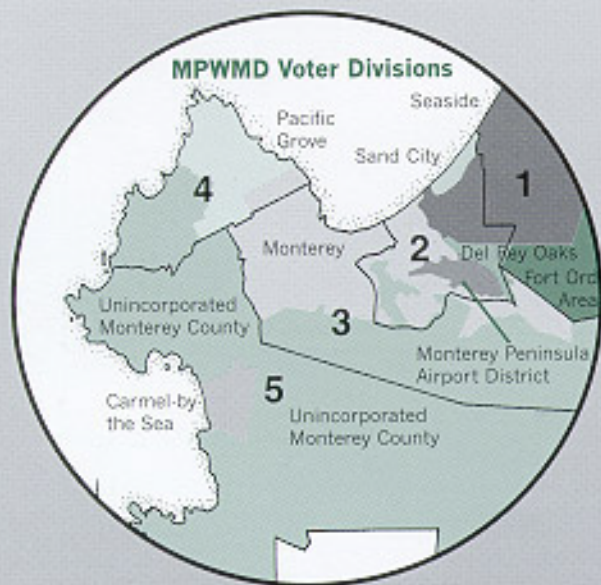 MPWMD Voter Divisions
Seaside
Pacific
Grove
Sand City
1
4
Monterey
2
Del Rey Oaks
Fort Ord
Area
Unincorporated
Monterey County
3
Monterey Peninsula
Airport District
5
Carmel-by
the Sea
Unincorporated
Monterey County